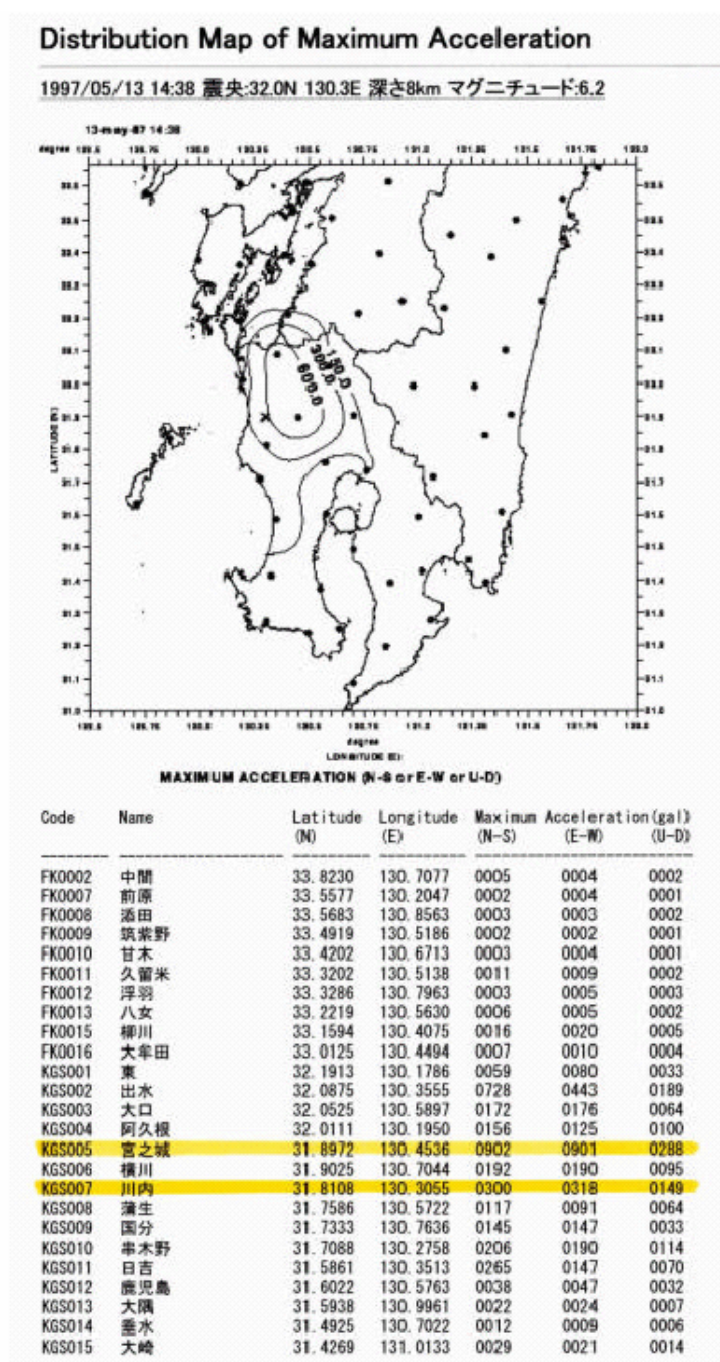 Distribution Map of Maximum Acceleration
1997/05/13 14:38 震央:32.0N 130.3E 深さ8km マグニチュード:6.2
14:38
degree
150.0
300.0
600.0
LATITUDE(N)
degree
LONGITUDE (E)
MAXIMUM ACCELERATION (N-S or E-W or U-D)
Code Name Latitude Longitude Maximum Acceleration(gal)
(N) (E) (N-S) (E-W) (U-D)
FK0002 中間 33.8230 130.7077 0005 0004 0002
FK0007 前原 33.5577 130.2047 0002 0004 0001
FK0008 添田 33.5683 130.8563 0003 0003 0002
FK0009 筑紫野 33.4919 130.5186 0002 0002 0001
FK0010 甘木 33.4202 130.6713 0003 0004 0001
FK0011 久留米 33.3202 130.5138 0011 0009 0002
FK0012 浮羽 33.3286 130.7963 0003 0005 0003
FK0013 八女 33.2219 130.5630 0006 0005 0002
FK0015 柳川 33.1594 130.4075 0016 0020 0005
FK0016 大牟田 33.0125 130.4494 0007 0010 0004
KGS001 東 32.1913 130.1786 0059 0080 0033
KGS002 出水 32.0875 130.3555 0728 0443 0189
KGS003 大口 32.0525 130.5897 0172 0176 0064
KGS004 阿久根 32.0111 130.1950 0156 0125 0100
KGS005 宮之城 31.8972 130.4536 0902 0901 0288
KGS006 横川 31.9025 130.7044 0192 0190 0095
KGS007 川内 31.8108 130.3055 0300 0318 0149
KGS008 蒲生 31.7586 130.5722 0117 0091 0064
KGS009 国分 31.7333 130.7636 0145 0147 0033
KGS010 串木野 31.7088 130.2758 0206 0190 0114
KGS011 日吉 31.5861 130.3513 0265 0147 0070
KGS012 鹿児島 31.6022 130.5763 0038 0047 0032
KGS013 大隅 31.5938 130.9961 0022 0024 0007
KGS014 垂水 31.4925 130.7022 0012 0009 0006
KGS015 大崎 31.4269 131.0133 0029 0021 0014